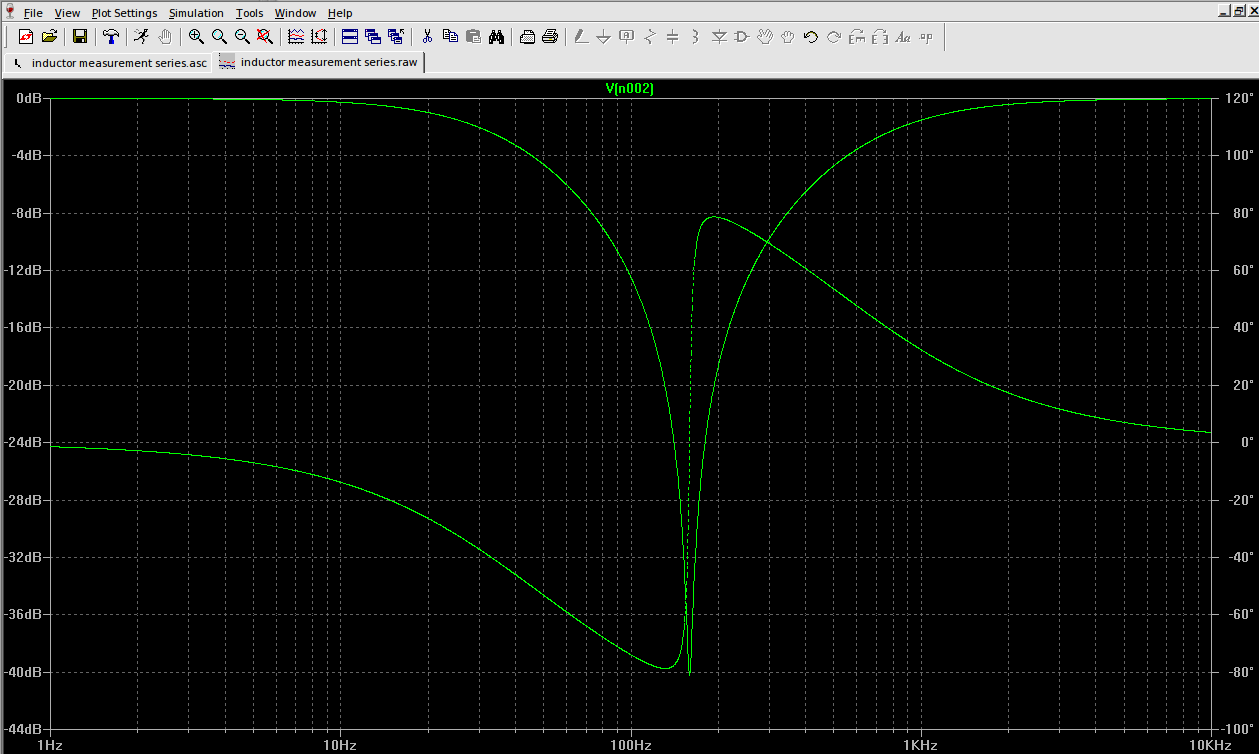 File View Plot Settings Simulation Tools Window Help
inductor measurement series.asc inductor measurement series.raw
V(n002)
0dB 120°
-4dB 100°
-8dB 80°
-12dB 60°
-16dB 40°
-20dB 20°
-24dB 0°
-28dB -20°
-32dB -40°
-36dB -60°
-40dB -80°
-44dB -100°
1Hz 10Hz 100Hz 1KHz 10KHz